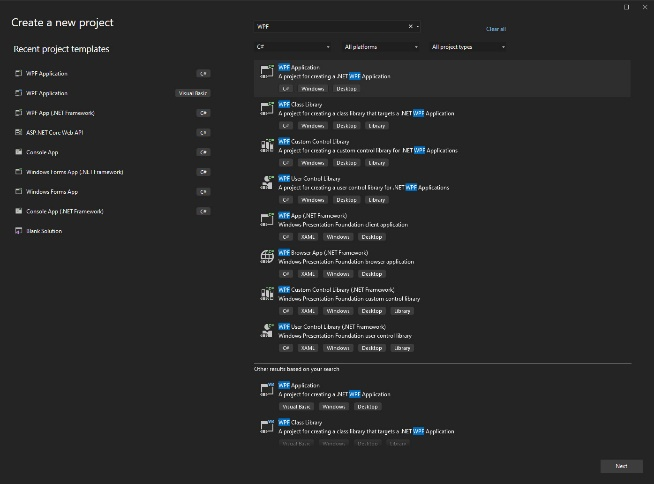 Create a new project
Recent project templates
WPF Application C#
WPF Application Visual Basic
WPF App (.NET Framework) C#
ASP.NET Core Web API C#
Console App C#
Windows Forms App (.NET Framework) C#
Windows Forms App C#
Console App (.NET Framework) C#
Blank Solution
WPF
Clear all
C# All platforms All project types
WPF Application
A project for creating a .NET WPF Application
C# Windows Desktop
WPF Class Library
A project for creating a class library that targets a .NET WPF Application
C# Windows Desktop Library
WPF Custom Control Library
A project for creating a custom control library for .NET WPF Applications
C# Windows Desktop Library
WPF User Control Library
A project for creating a user control library for .NET WPF Applications
C# Windows Desktop Library
WPF App (.NET Framework)
Windows Presentation Foundation client application
C# XAML Windows Desktop
WPF Browser App (.NET Framework)
Windows Presentation Foundation browser application
C# XAML Windows Desktop
WPF Custom Control Library (.NET Framework)
Windows Presentation Foundation custom control library
C# XAML Windows Desktop Library
WPF User Control Library (.NET Framework)
Windows Presentation Foundation user control library
C# XAML Windows Desktop Library
Other results based on your search
WPF Application
A project for creating a .NET WPF Application
Visual Basic Windows Desktop
WPF Class Library
A project for creating a class library that targets a .NET WPF Application
Visual Basic Windows Desktop Library
Next